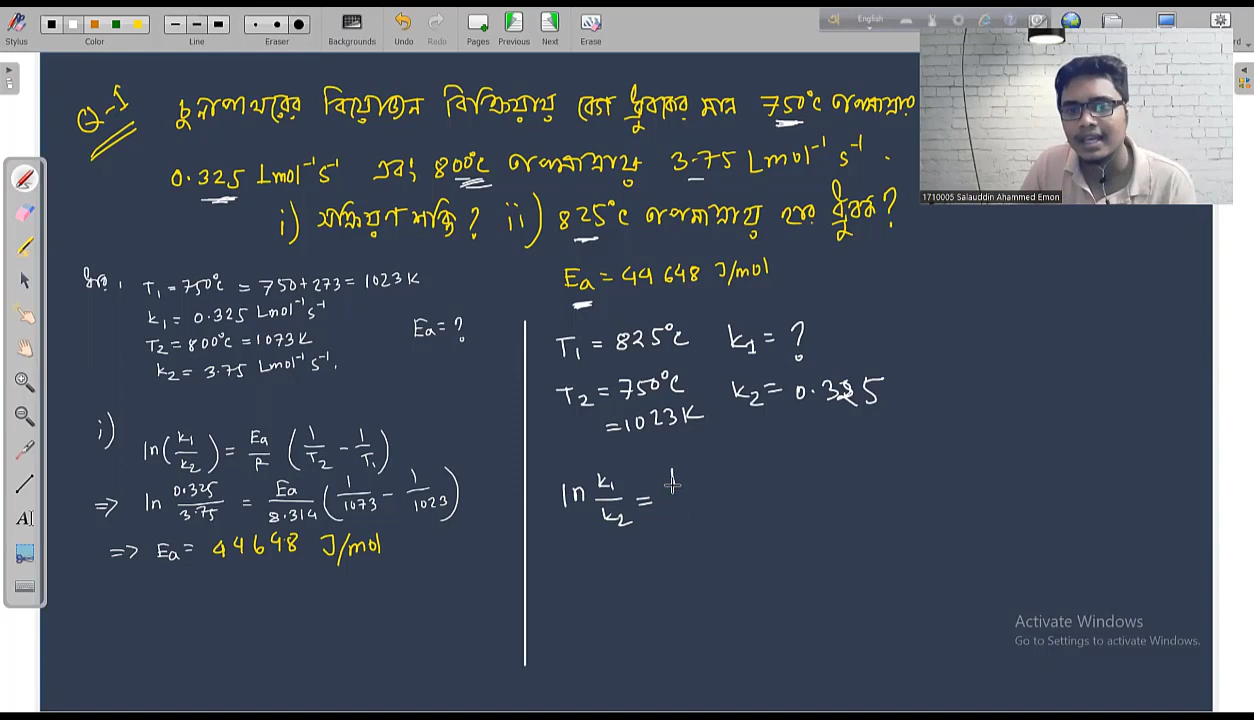 Stylus
Color
Line
Eraser
Backgrounds
Undo
Redo
Pages
Previous
Next
Erase
English
Q-1 চুনাপাথরের বিয়োজন বিক্রিয়ায় বেগ ধ্রুবকের মান 750°C তাপমাত্রায়
0.325 Lmol⁻¹s⁻¹ এবং 800°C তাপমাত্রায় 3.75 Lmol⁻¹ s⁻¹ .
i) সক্রিয়ণ শক্তি ? ii) 825°C তাপমাত্রায় হার ধ্রুবক ?
1710005 Salauddin Ahammed Emon
T₁ = 750°C = 750+273 = 1023 K
k₁ = 0.325 Lmol⁻¹s⁻¹
T₂ = 800°C = 1073 K
k₂ = 3.75 Lmol⁻¹s⁻¹.
Ea = ?
i)
ln(k₁/k₂) = Ea/R (1/T₂ - 1/T₁)
=> ln 0.325/3.75 = Ea/8.314 (1/1073 - 1/1023)
=> Ea = 44648 J/mol
Ea = 44648 J/mol
T₁ = 825°C k₁ = ?
T₂ = 750°C k₂ = 0.325
=1023K
ln k₁/k₂ =
Activate Windows
Go to Settings to activate Windows.